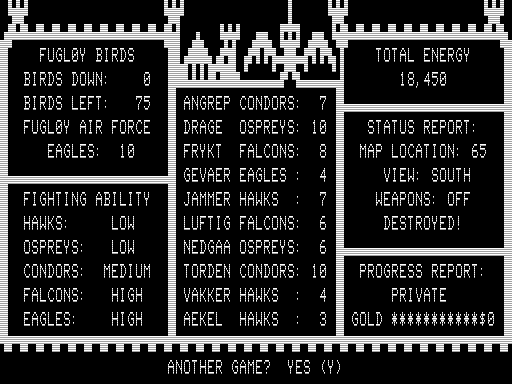 FUGLØY BIRDS
BIRDS DOWN: 0
BIRDS LEFT: 75
FUGLØY AIR FORCE
EAGLES: 10
FIGHTING ABILITY
HAWKS: LOW
OSPREYS: LOW
CONDORS: MEDIUM
FALCONS: HIGH
EAGLES: HIGH
ANGREP CONDORS: 7
DRAGE OSPREYS: 10
FRYKT FALCONS: 8
GEVAER EAGLES : 4
JAMMER HAWKS : 7
LUFTIG FALCONS: 6
NEDGAA OSPREYS: 6
TORDEN CONDORS: 10
VAKKER HAWKS : 4
AEKEL HAWKS : 3
TOTAL ENERGY
18,450
STATUS REPORT:
MAP LOCATION: 65
VIEW: SOUTH
WEAPONS: OFF
DESTROYED!
PROGRESS REPORT:
PRIVATE
GOLD ***********$0
ANOTHER GAME? YES (Y)